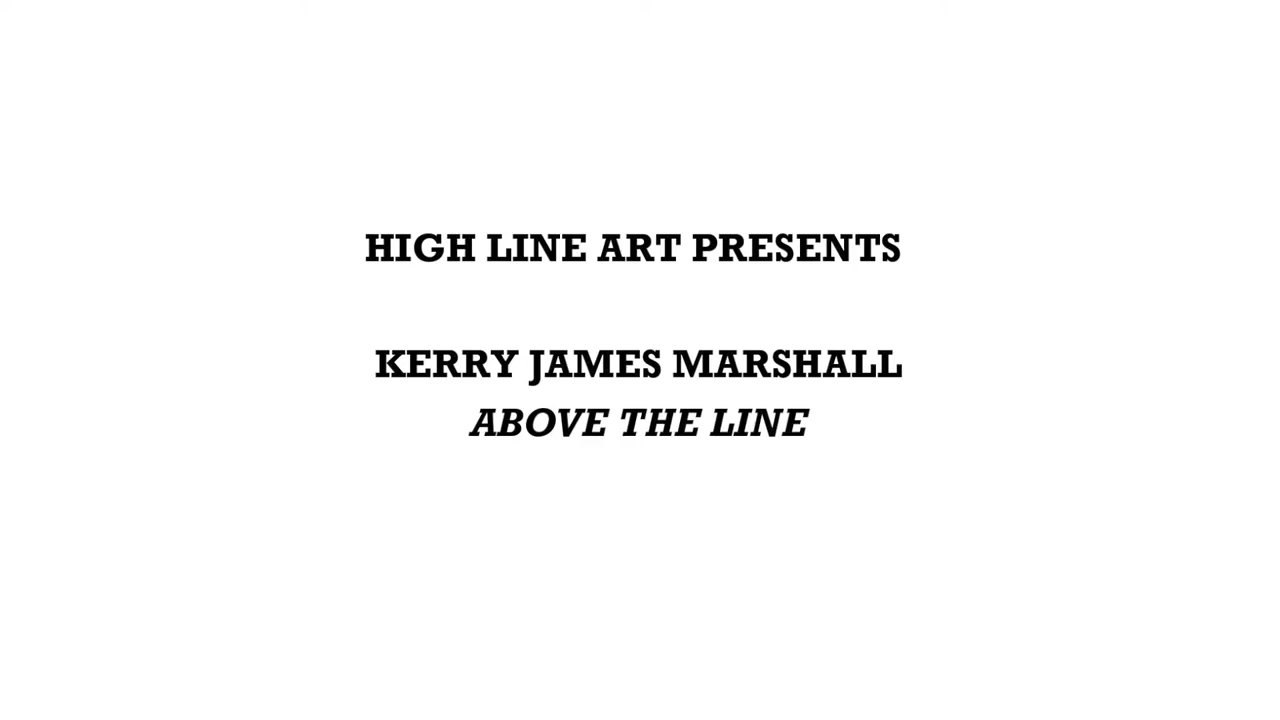 HIGH LINE ART PRESENTS
KERRY JAMES MARSHALL
ABOVE THE LINE